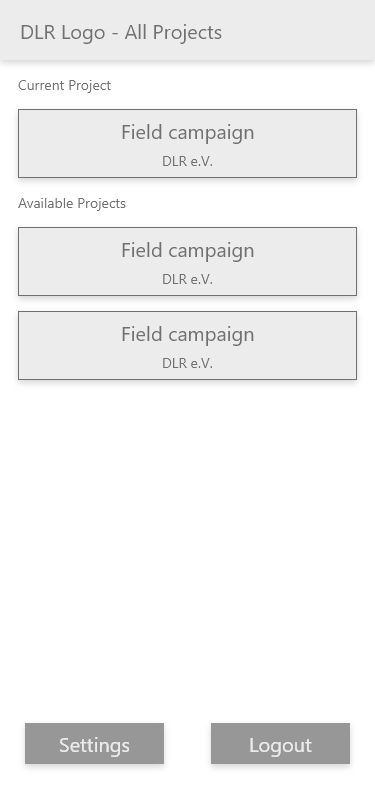 DLR Logo - All Projects
Current Project
Field campaign
DLR e.V.
Available Projects
Field campaign
DLR e.V.
Field campaign
DLR e.V.
Settings
Logout